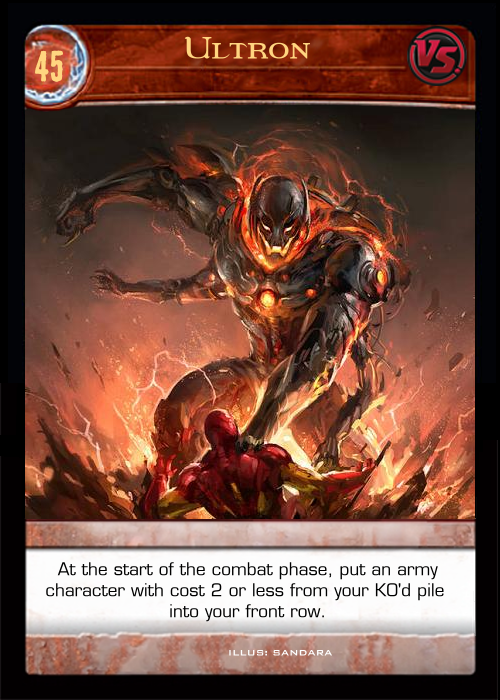 45
ULTRON
VS.
At the start of the combat phase, put an army
character with cost 2 or less from your KO'd pile
into your front row.
ILLUS: SANDARA